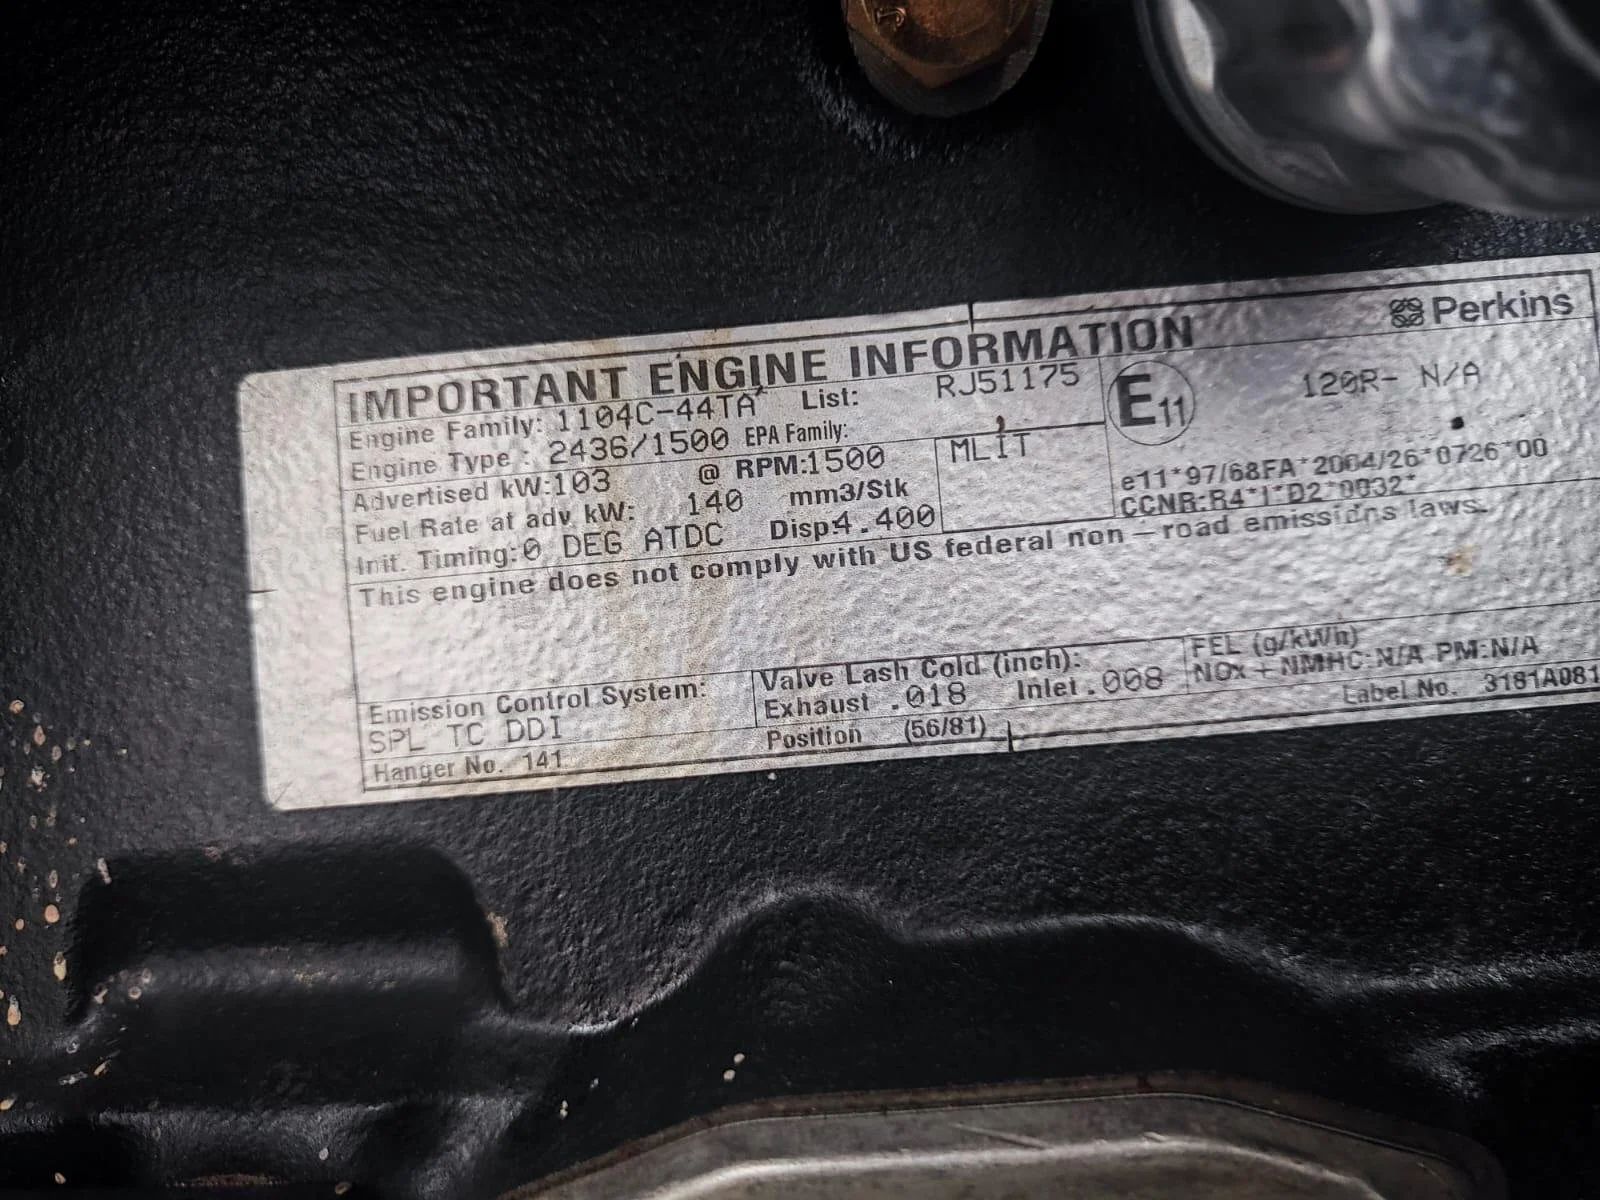 Perkins
IMPORTANT ENGINE INFORMATION
Engine Family: 1104C-44TA List: RJ51175
E11 120R- N/A
Engine Type : 2436/1500 EPA Family:
MLIT
Advertised kW:103 @ RPM:1500
e11*97/68FA*2004/26*0726*00
Fuel Rate at adv kW: 140 mm3/Stk
CCNR:R4*I*D2*0032*
Init. Timing:0 DEG ATDC Disp:4.400
This engine does not comply with US federal non-road emissions laws.
Emission Control System:
SPL TC DDI
Valve Lash Cold (inch):
Exhaust .018 Inlet .008
FEL (g/kWh)
NOx + NMHC:N/A PM:N/A
Hanger No. 141
Position (56/81)
Label No. 3181A081